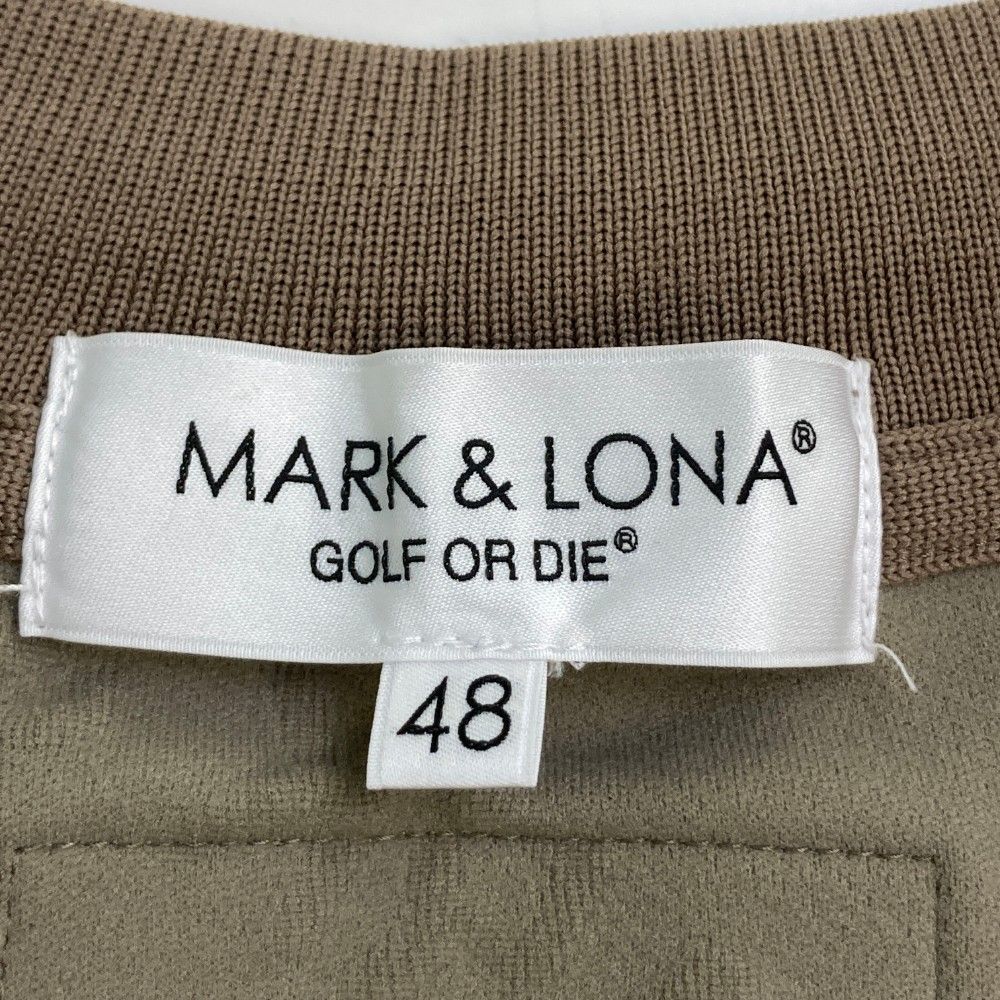 MARK & LONA®
GOLF OR DIE®
48